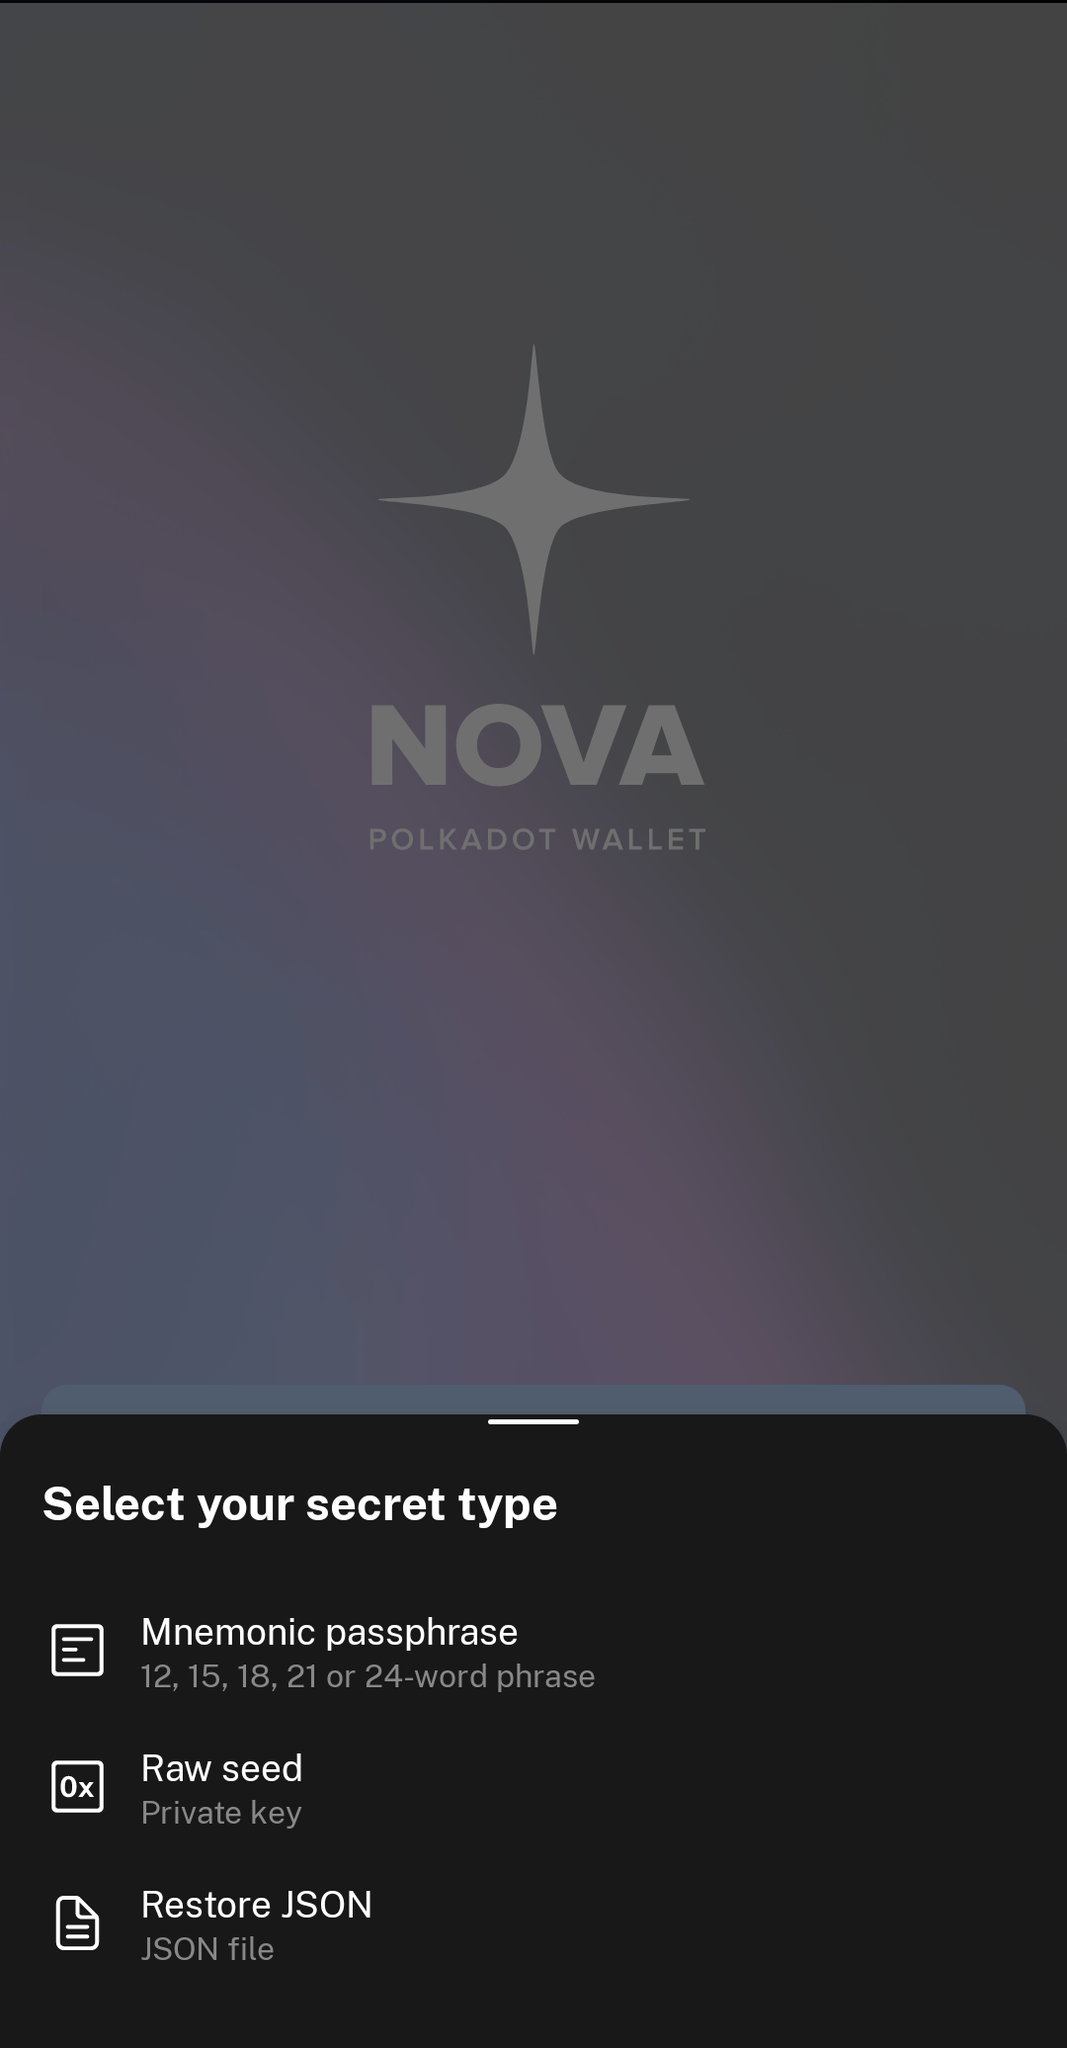 NOVA
POLKADOT WALLET
Select your secret type
Mnemonic passphrase
12, 15, 18, 21 or 24-word phrase
0x
Raw seed
Private key
Restore JSON
JSON file